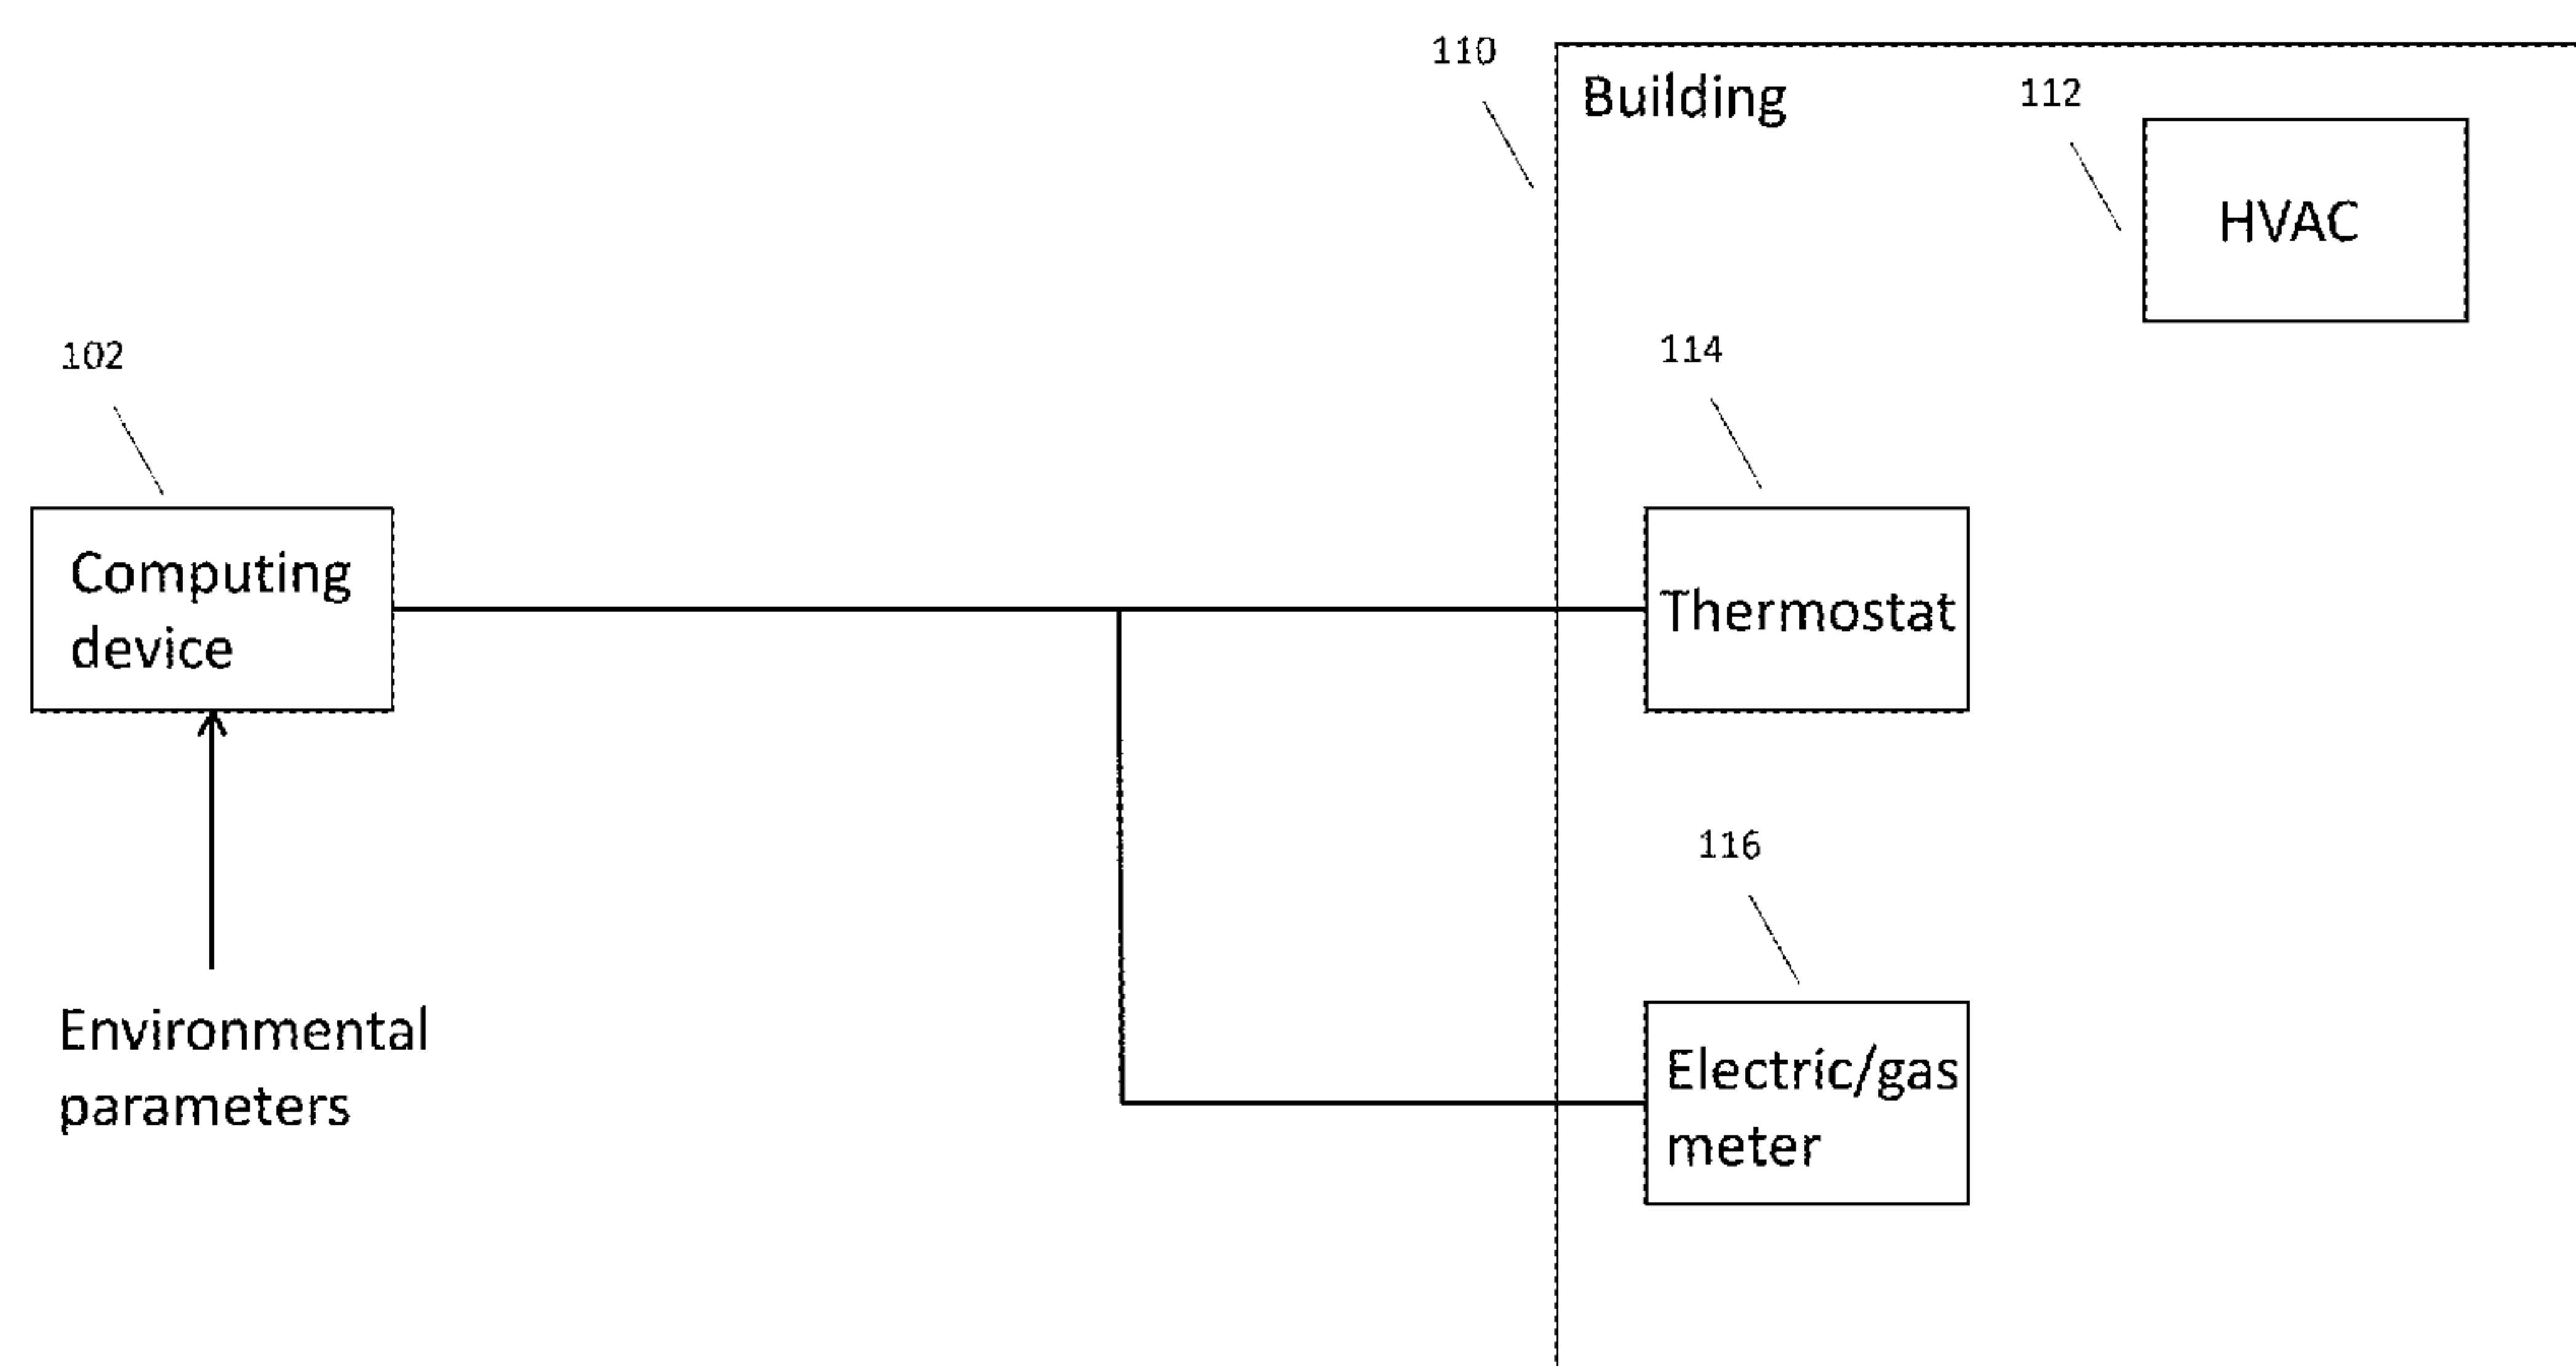 110
Building
112
HVAC
102
114
Computing
device
Thermostat
116
Environmental
parameters
Electric/gas
meter